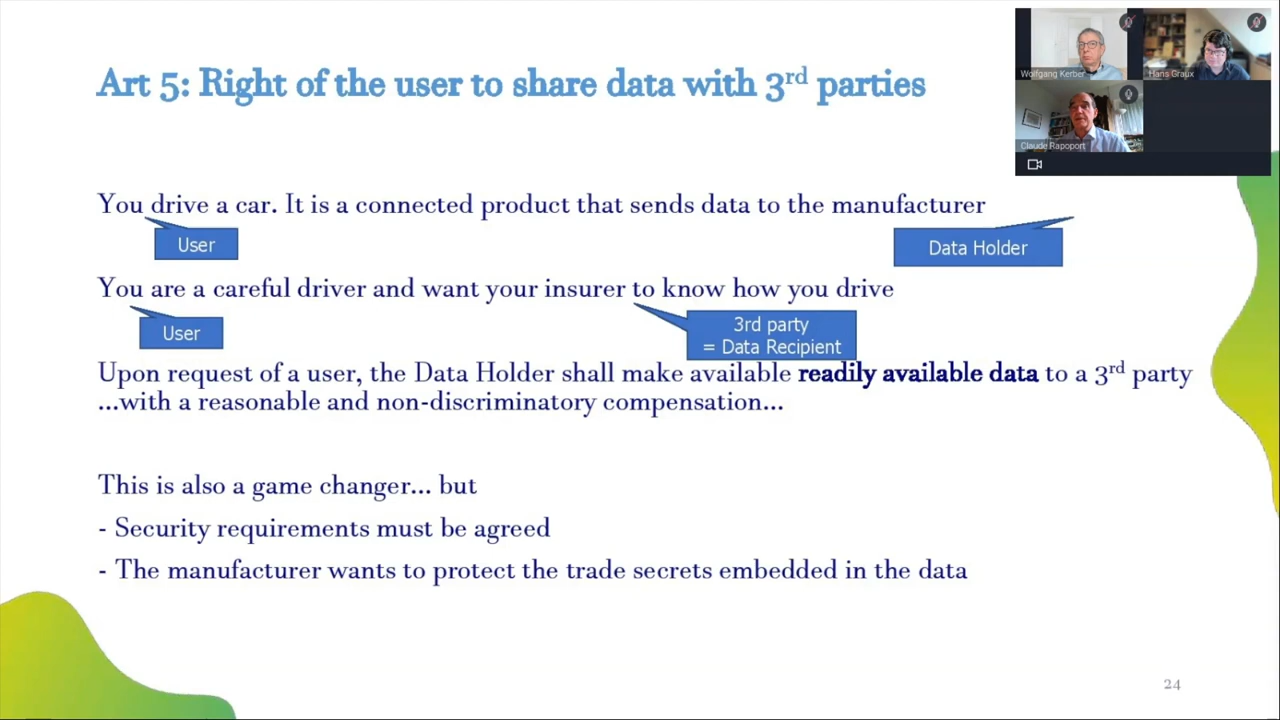 Art 5: Right of the user to share data with 3rd parties
Wolfgang Kerber
Hans Graux
Claude Rapoport
You drive a car. It is a connected product that sends data to the manufacturer
User
Data Holder
You are a careful driver and want your insurer to know how you drive
User
3rd party
= Data Recipient
Upon request of a user, the Data Holder shall make available readily available data to a 3rd party
...with a reasonable and non-discriminatory compensation...
This is also a game changer... but
- Security requirements must be agreed
- The manufacturer wants to protect the trade secrets embedded in the data
24